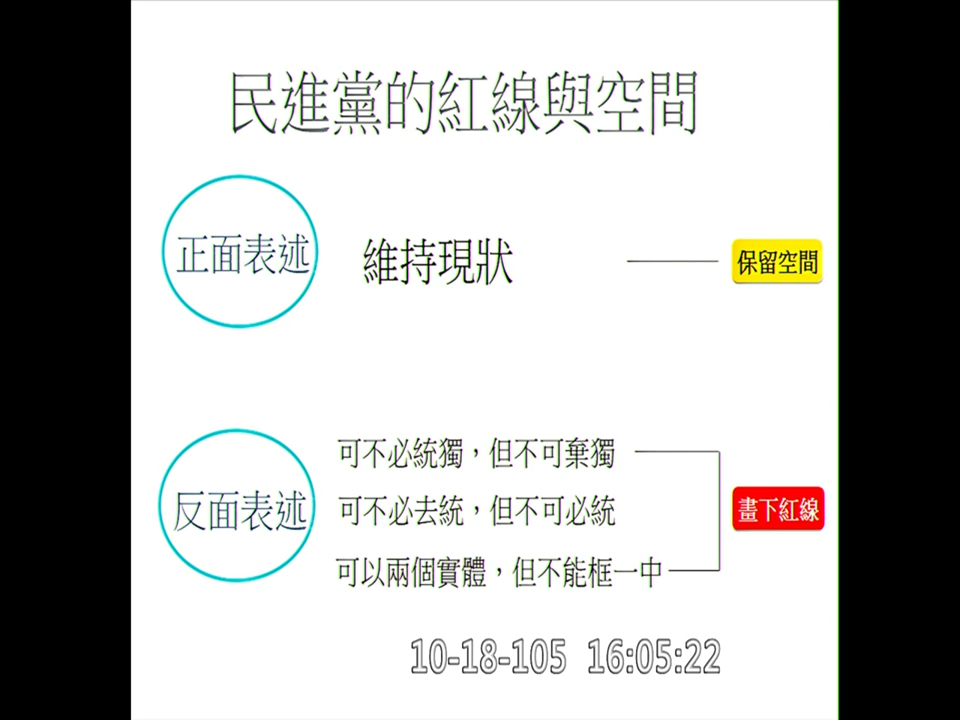 民進黨的紅線與空間
正面表述
維持現狀
保留空間
反面表述
可不必統獨，但不可棄獨
可不必去統，但不可必統
可以兩個實體，但不能框一中
畫下紅線
10-18-105 16:05:22